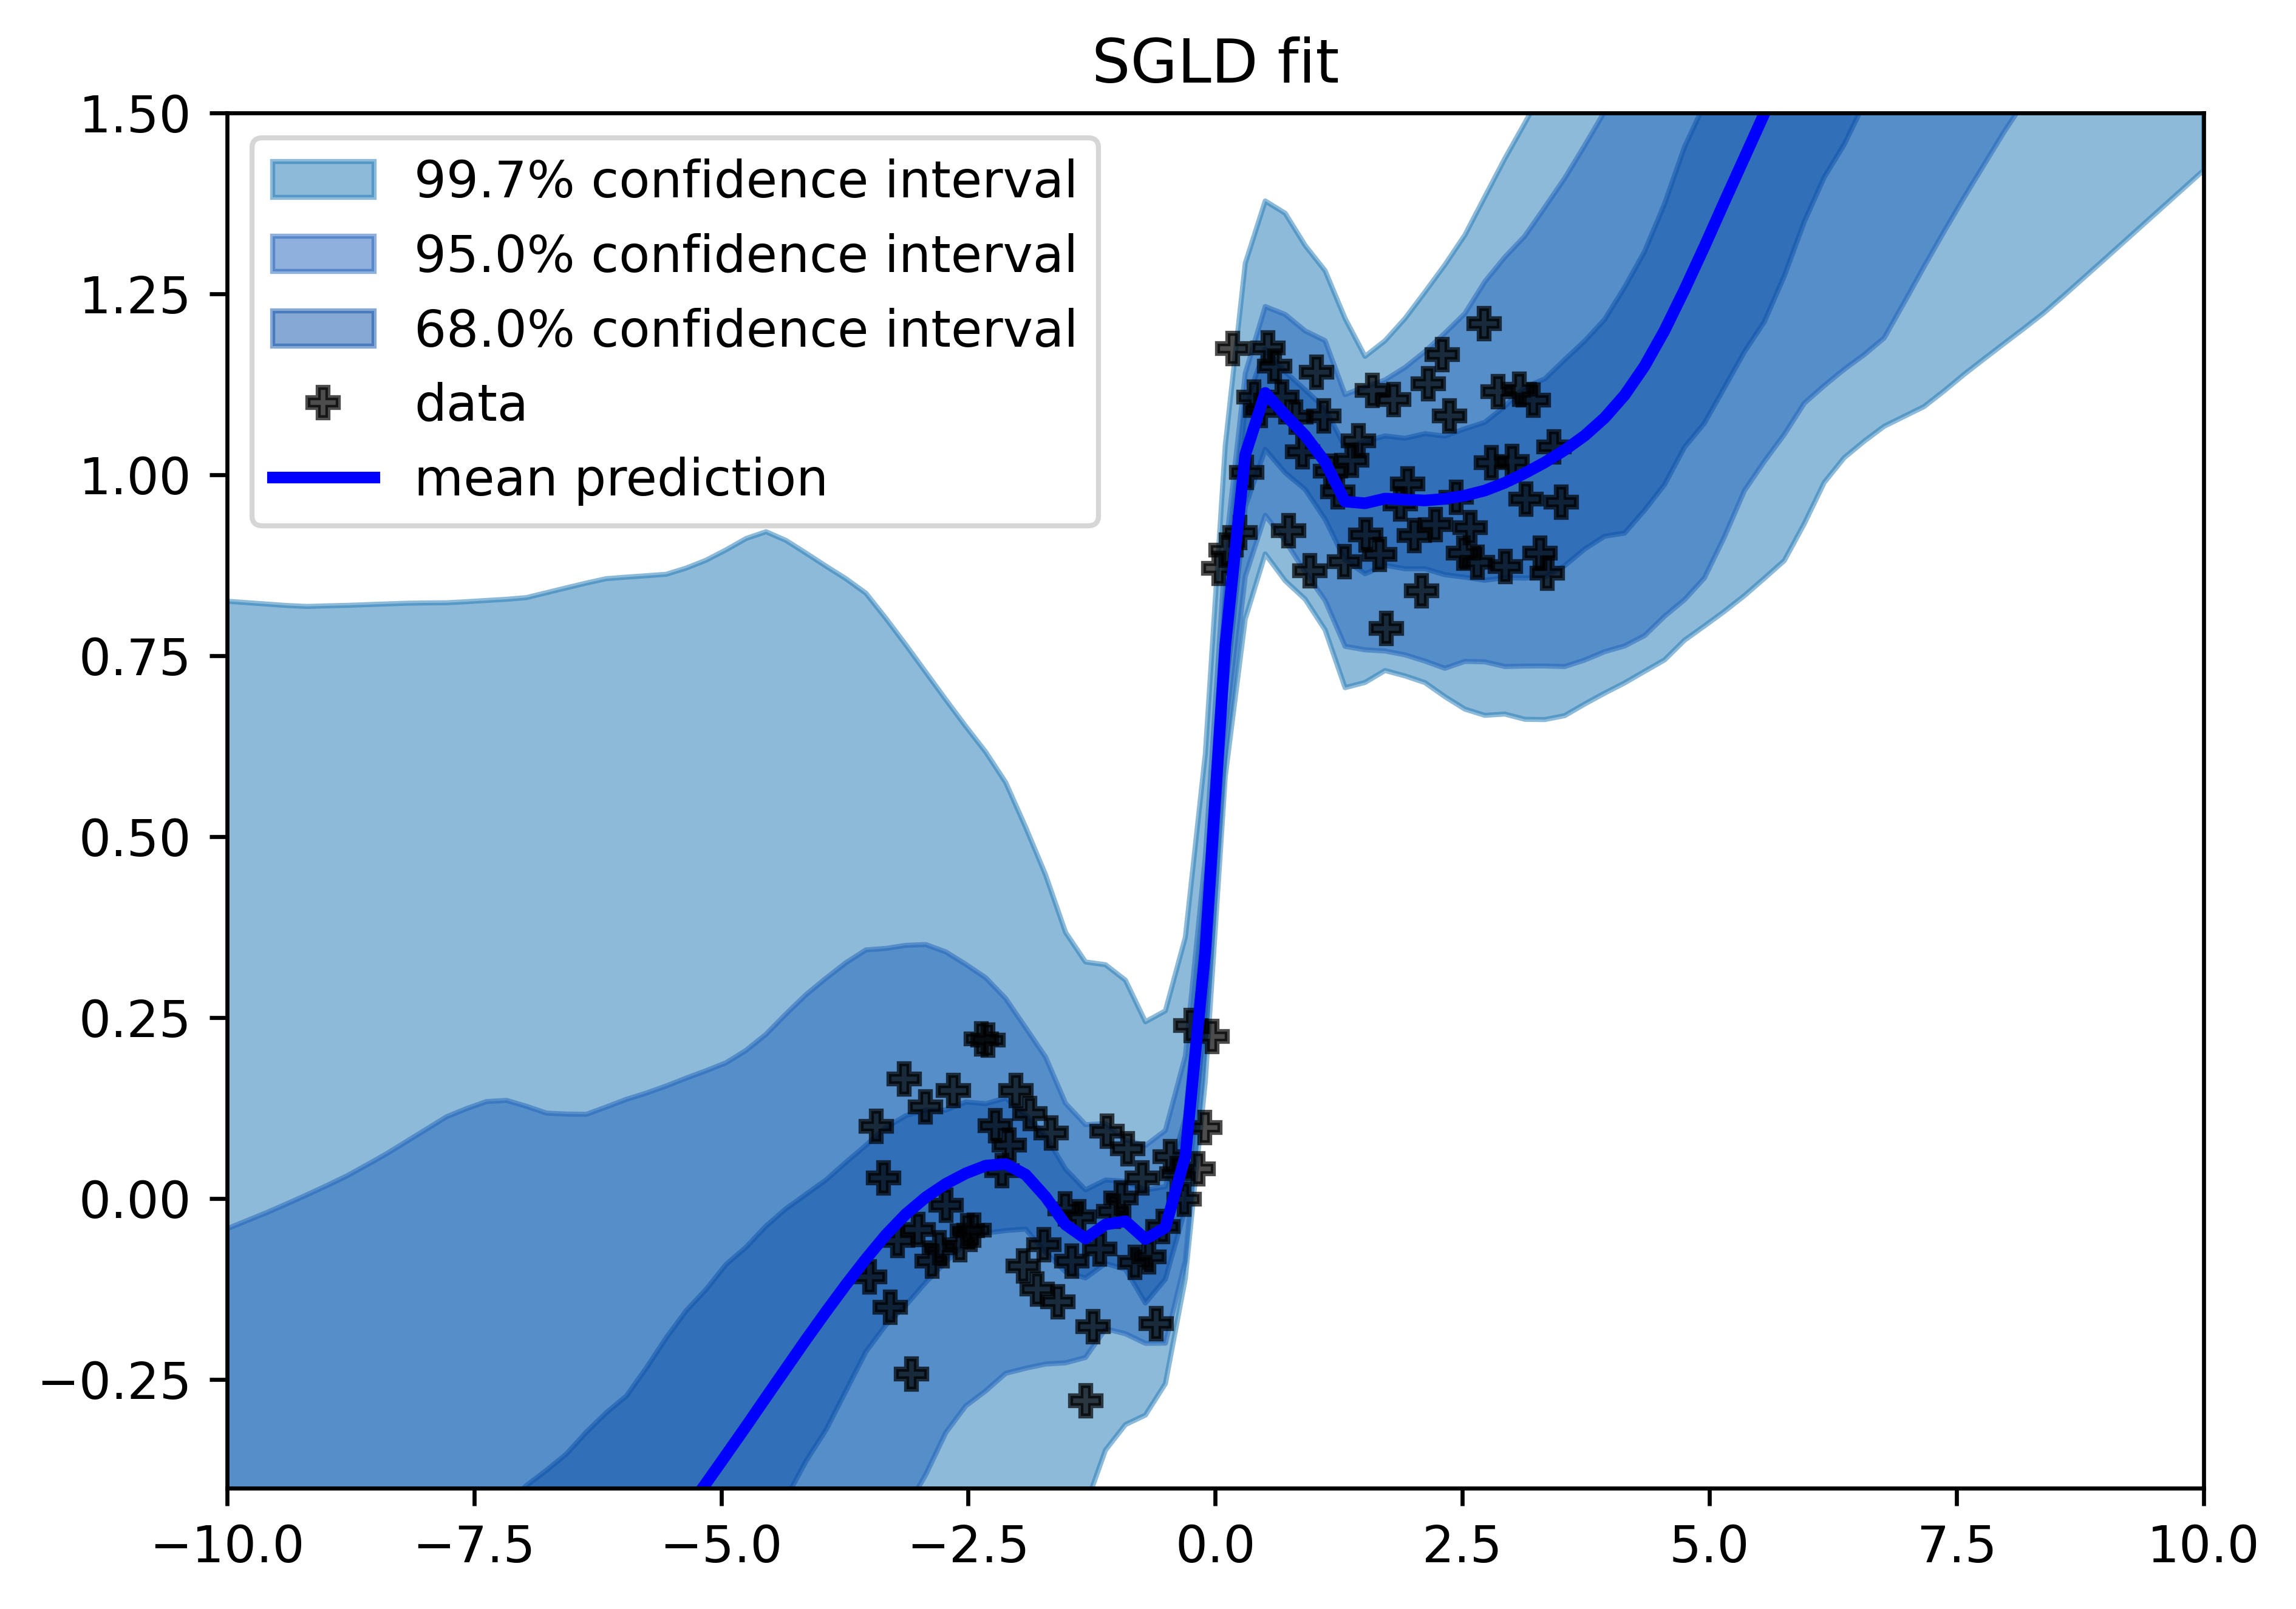 SGLD fit
1.50
1.25
1.00
0.75
0.50
0.25
0.00
−0.25
99.7% confidence interval
95.0% confidence interval
68.0% confidence interval
data
mean prediction
−10.0 −7.5 −5.0 −2.5 0.0 2.5 5.0 7.5 10.0